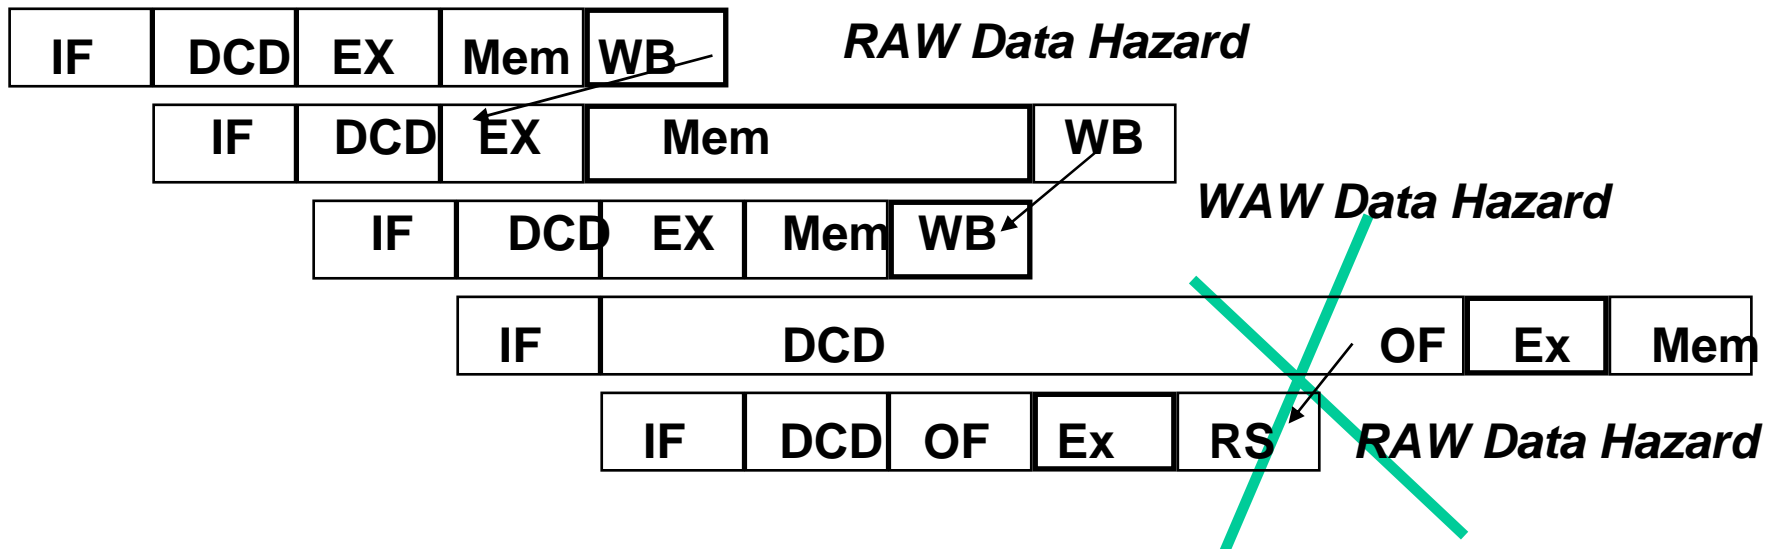 IF DCD EX Mem WB RAW Data Hazard
IF DCD EX Mem WB
WAW Data Hazard
IF DCD EX Mem WB
IF DCD OF Ex Mem
IF DCD OF Ex RS RAW Data Hazard